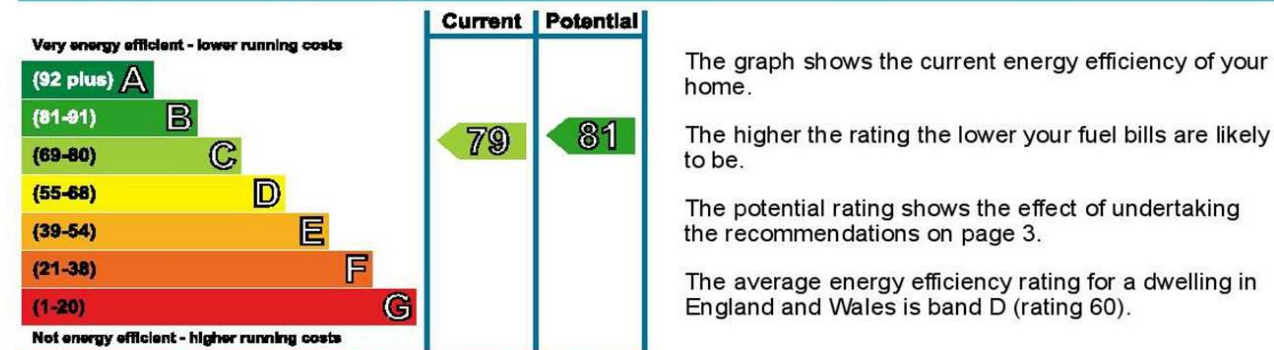 Current Potential
Very energy efficient - lower running costs
(92 plus) A
(81-91) B
(69-80) C
(55-68) D
(39-54) E
(21-38) F
(1-20) G
Not energy efficient - higher running costs
79
81
The graph shows the current energy efficiency of your
home.
The higher the rating the lower your fuel bills are likely
to be.
The potential rating shows the effect of undertaking
the recommendations on page 3.
The average energy efficiency rating for a dwelling in
England and Wales is band D (rating 60).